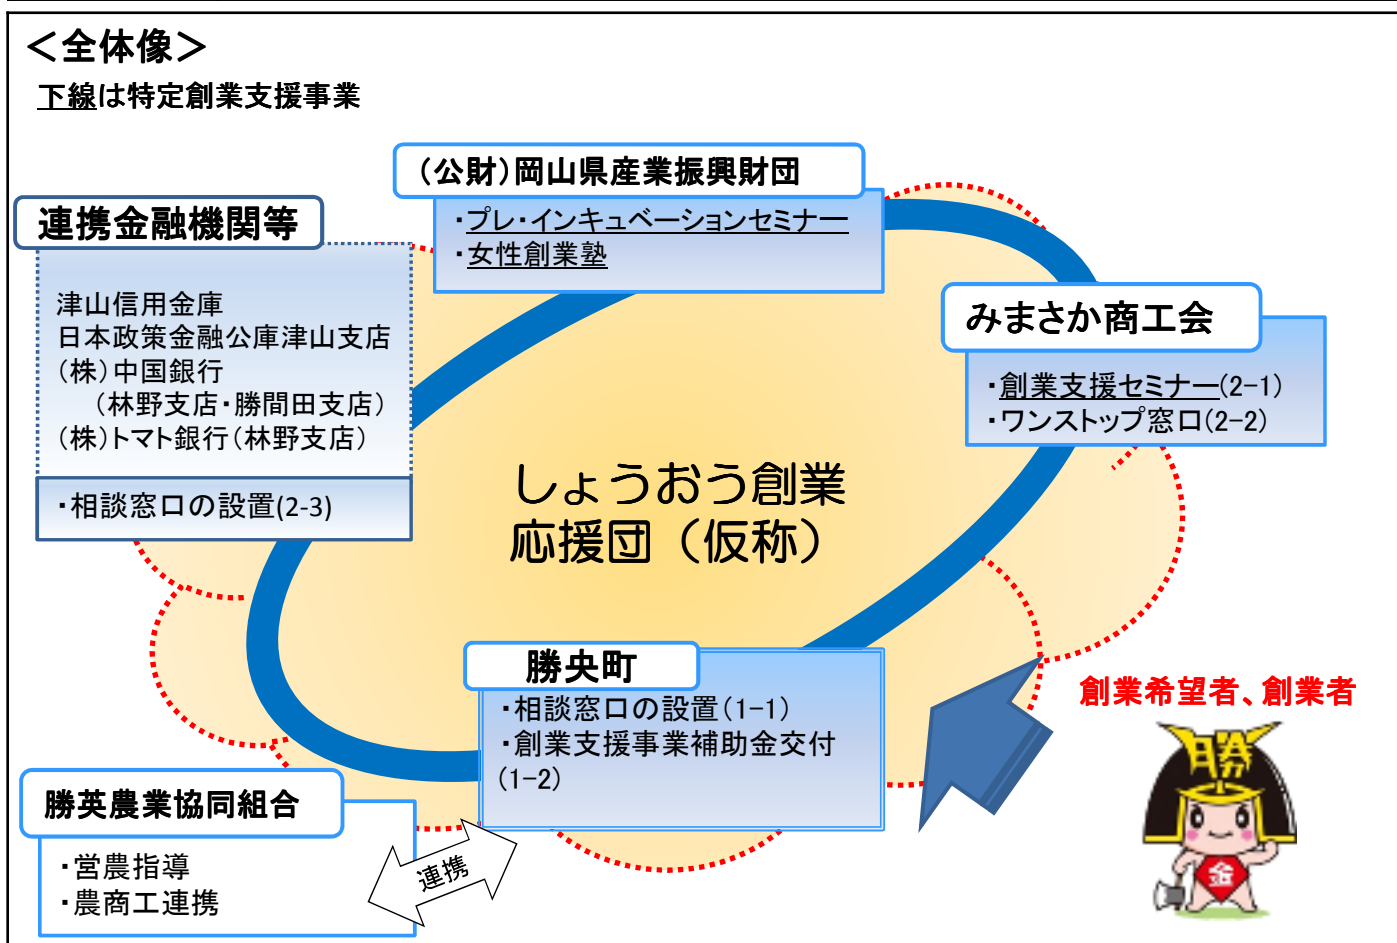 ＜全体像＞
下線は特定創業支援事業
（公財）岡山県産業振興財団
・プレ・インキュベーションセミナー
・女性創業塾
連携金融機関等
津山信用金庫
日本政策金融公庫津山支店
（株）中国銀行
（林野支店・勝間田支店）
（株）トマト銀行（林野支店）
・相談窓口の設置(2-3)
みまさか商工会
・創業支援セミナー(2-1)
・ワンストップ窓口(2-2)
しょうおう創業
応援団（仮称）
勝央町
・相談窓口の設置(1-1)
・創業支援事業補助金交付
(1-2)
創業希望者、創業者
勝
金
勝英農業協同組合
・営農指導
・農商工連携
連携